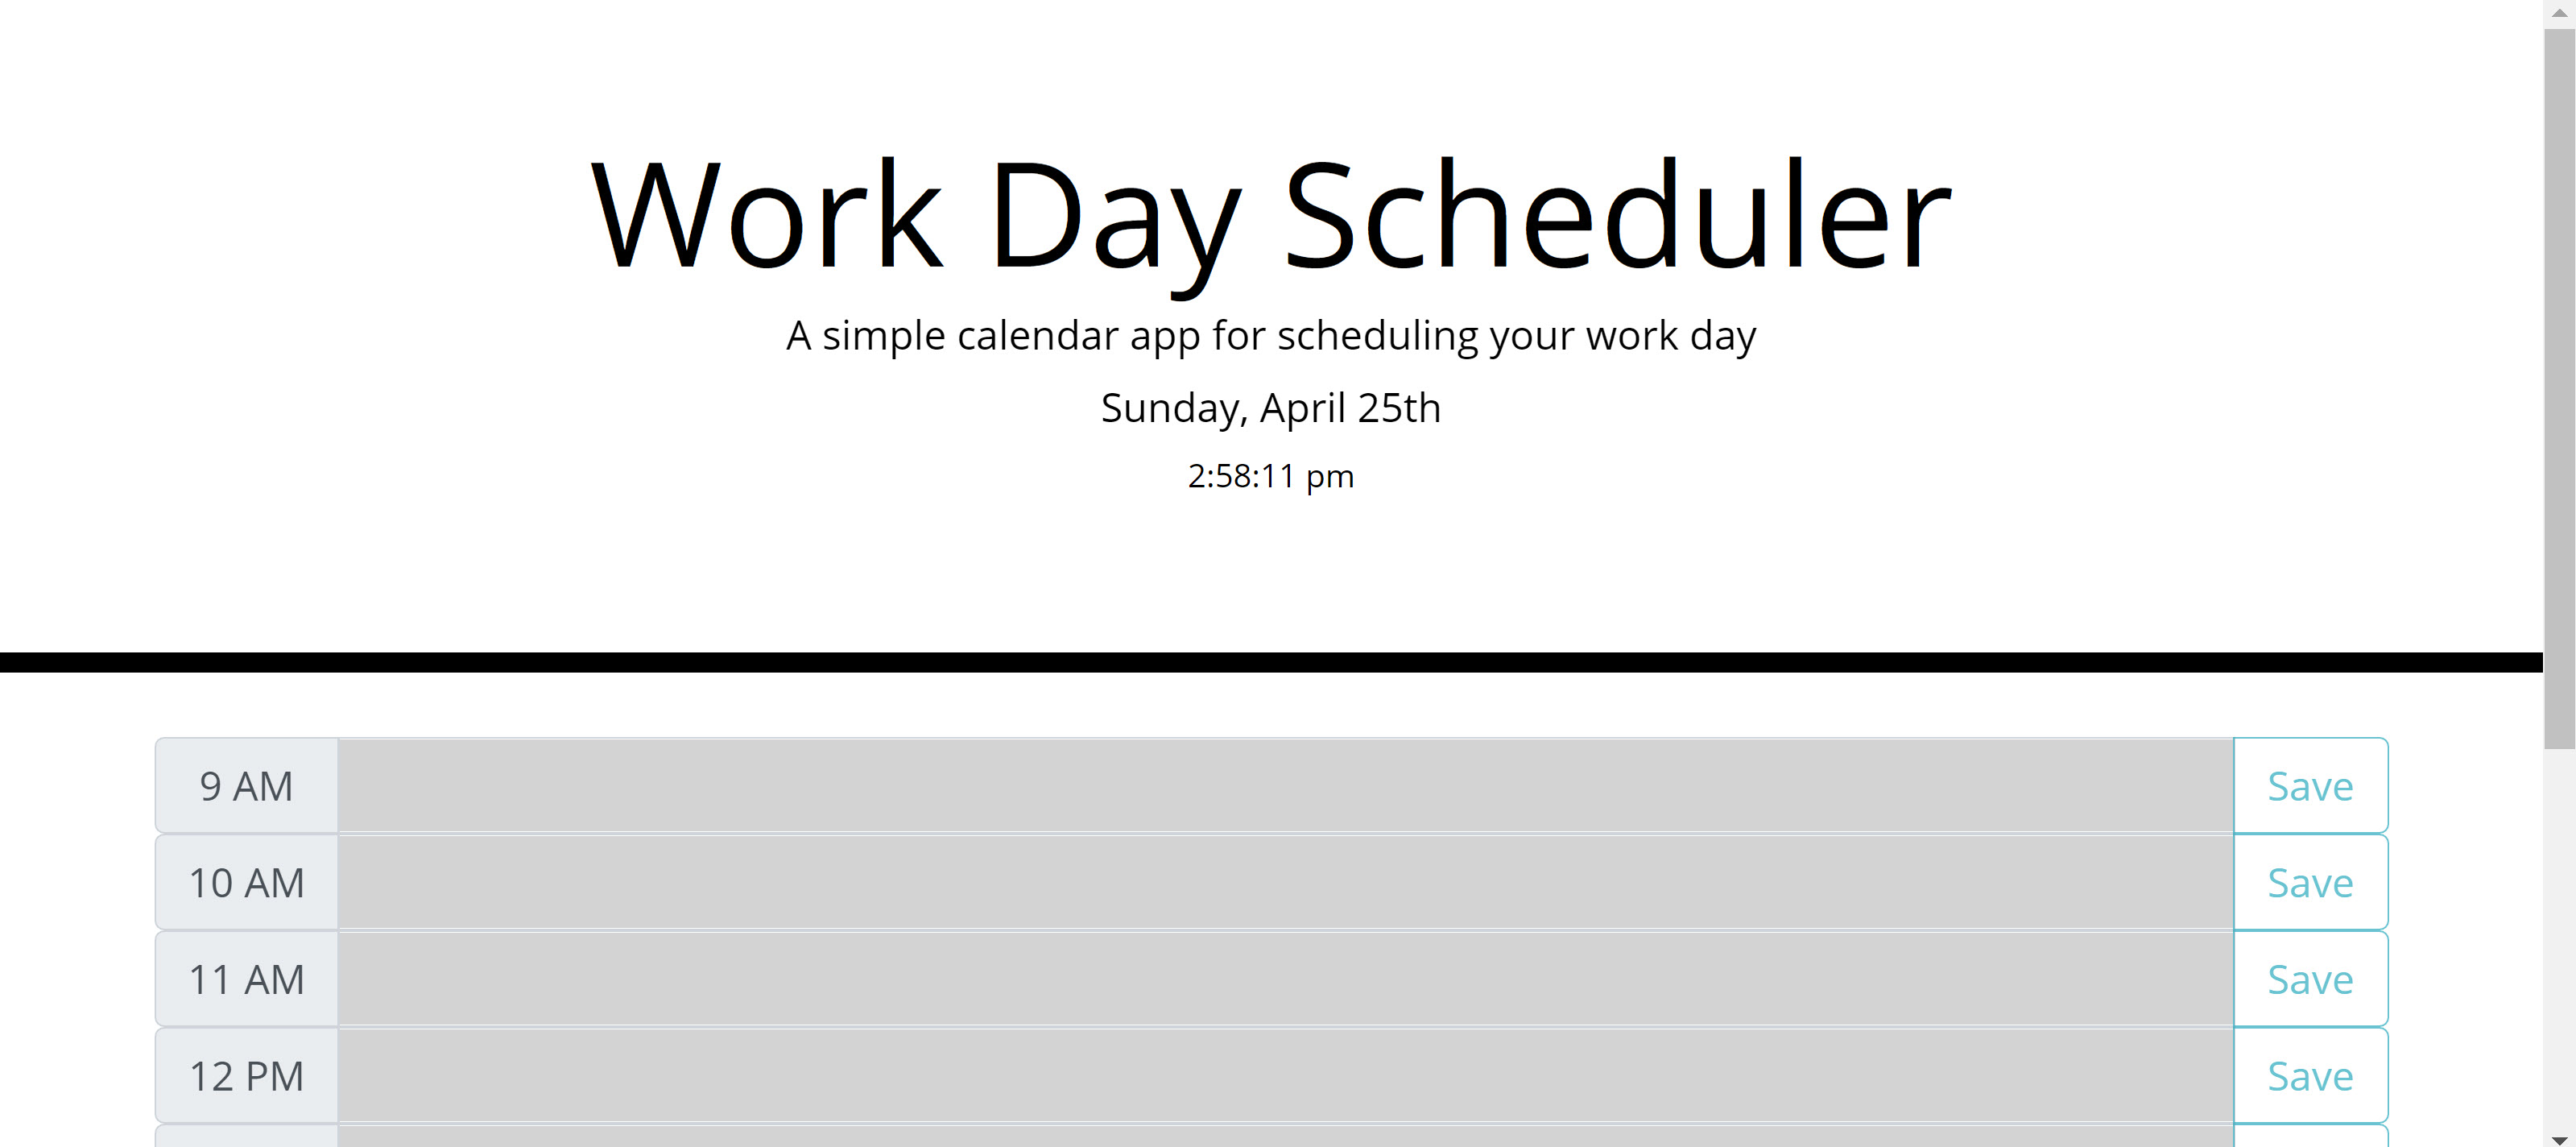 Work Day Scheduler
A simple calendar app for scheduling your work day
Sunday, April 25th
2:58:11 pm
9 AM Save
10 AM Save
11 AM Save
12 PM Save